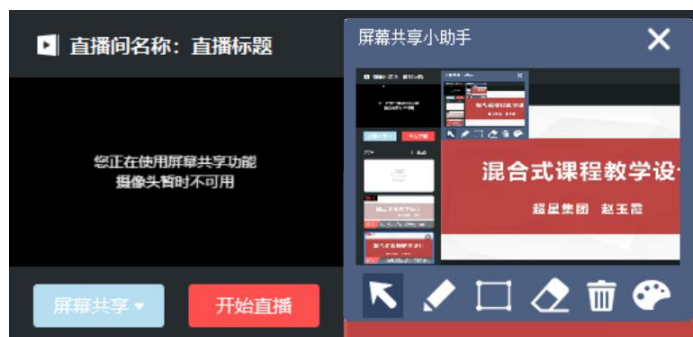 直播间名称：直播标题
您正在使用屏幕共享功能
摄像头暂时不可用
屏幕共享
开始直播
屏幕共享小助手
混合式课程教学设
超星集团 赵玉霞